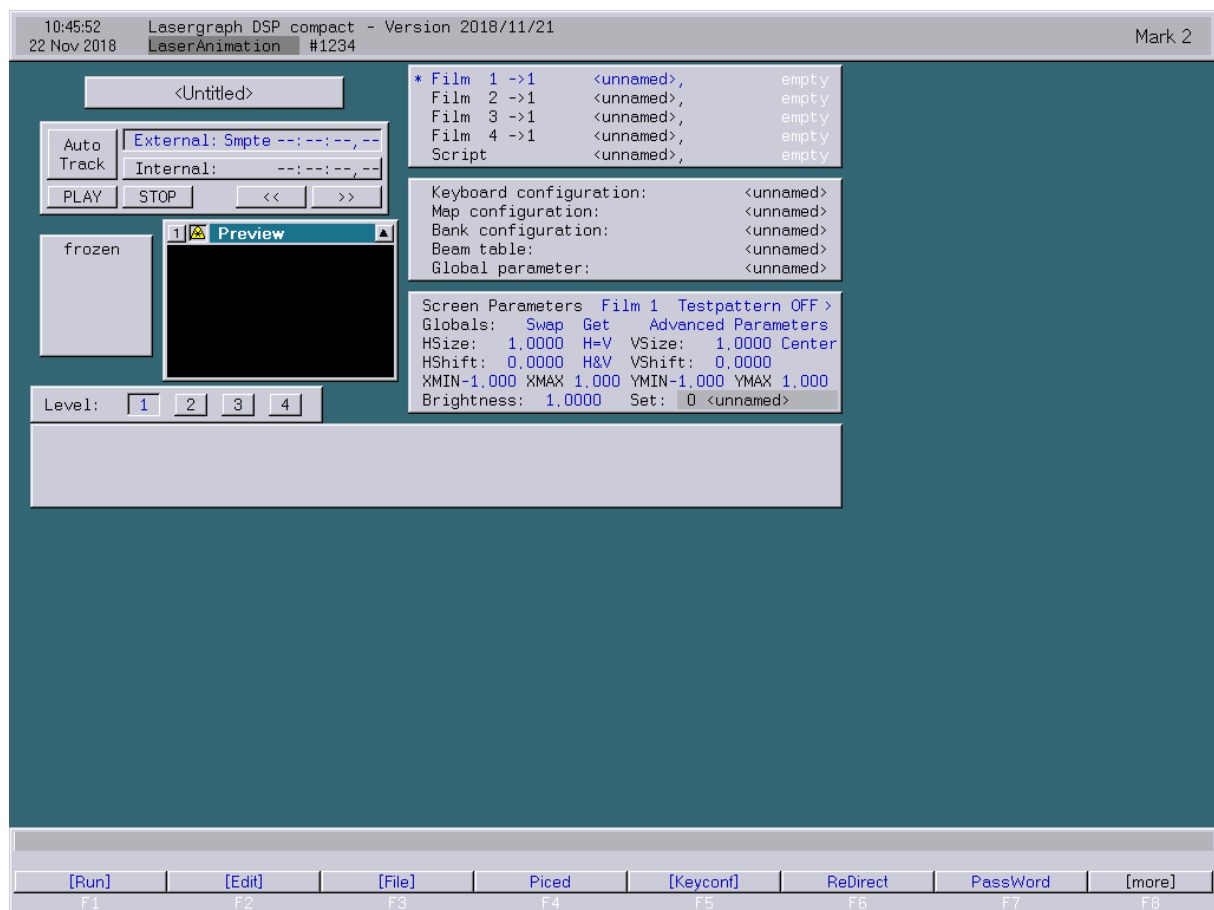 10:45:52 Lasergraph DSP compact - Version 2018/11/21
22 Nov 2018 LaserAnimation #1234
Mark 2
<Untitled>
Auto Track
External: Smpte --:--:--,--
Internal: --:--:--,--
PLAY STOP << >>
frozen
1 Preview
Level: 1 2 3 4
* Film 1 ->1 <unnamed>, empty
Film 2 ->1 <unnamed>, empty
Film 3 ->1 <unnamed>, empty
Film 4 ->1 <unnamed>, empty
Script <unnamed>, empty
Keyboard configuration: <unnamed>
Map configuration: <unnamed>
Bank configuration: <unnamed>
Beam table: <unnamed>
Global parameter: <unnamed>
Screen Parameters Film 1 Testpattern OFF >
Globals: Swap Get Advanced Parameters
HSize: 1.0000 H=V VSize: 1.0000 Center
HShift: 0.0000 H&V VShift: 0.0000
XMIN-1.000 XMAX 1.000 YMIN-1.000 YMAX 1.000
Brightness: 1.0000 Set: 0 <unnamed>
[Run] [Edit] [File] Piced [Keyconf] ReDirect PassWord [more]
F1 F2 F3 F4 F5 F6 F7 F8